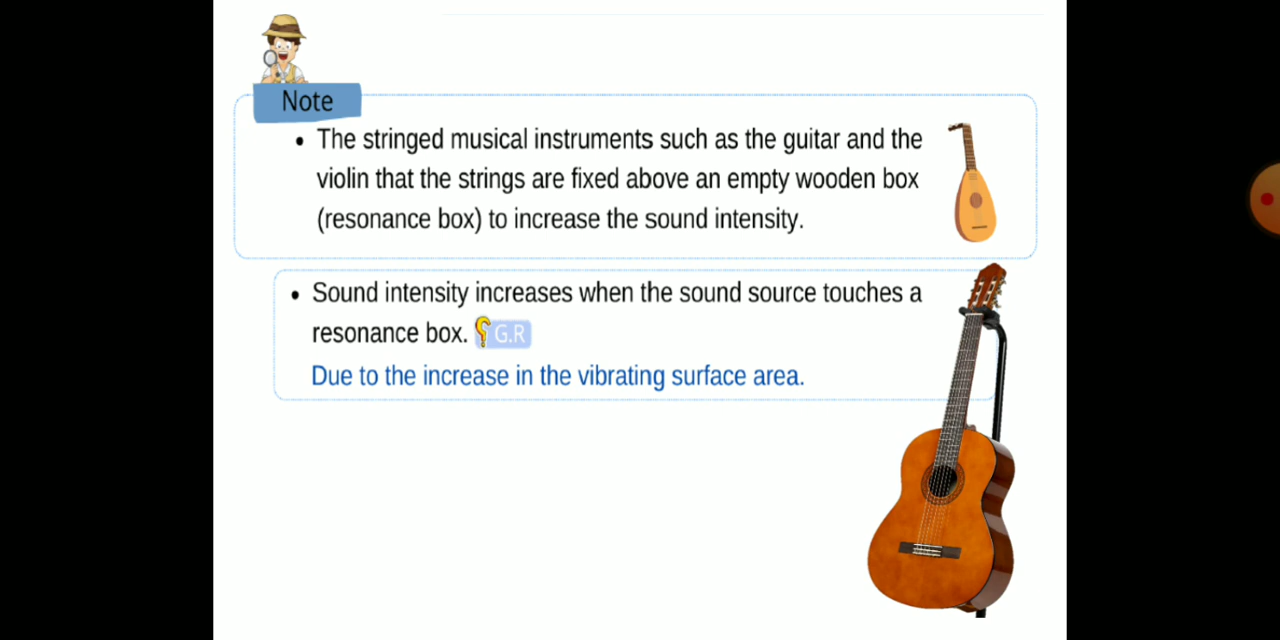 Note
• The stringed musical instruments such as the guitar and the
violin that the strings are fixed above an empty wooden box
(resonance box) to increase the sound intensity.
• Sound intensity increases when the sound source touches a
resonance box. G.R
Due to the increase in the vibrating surface area.